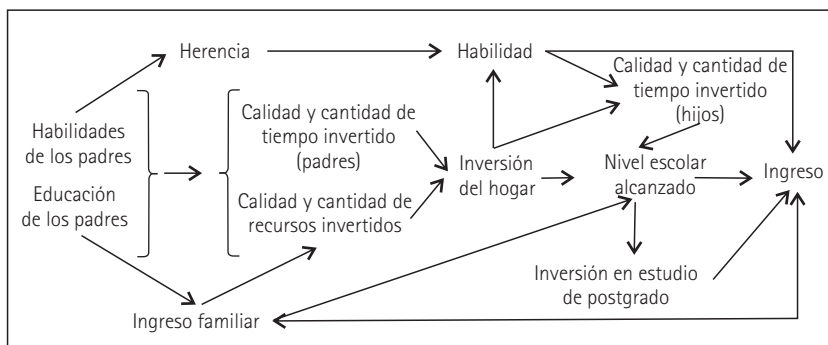 Herencia
Habilidad
Calidad y cantidad de
tiempo invertido
(hijos)
Habilidades
de los padres
Educación
de los padres
Calidad y cantidad de
tiempo invertido
(padres)
Calidad y cantidad de
recursos invertidos
Inversión
del hogar
Nivel escolar
alcanzado
Ingreso
Inversión en estudio
de postgrado
Ingreso familiar